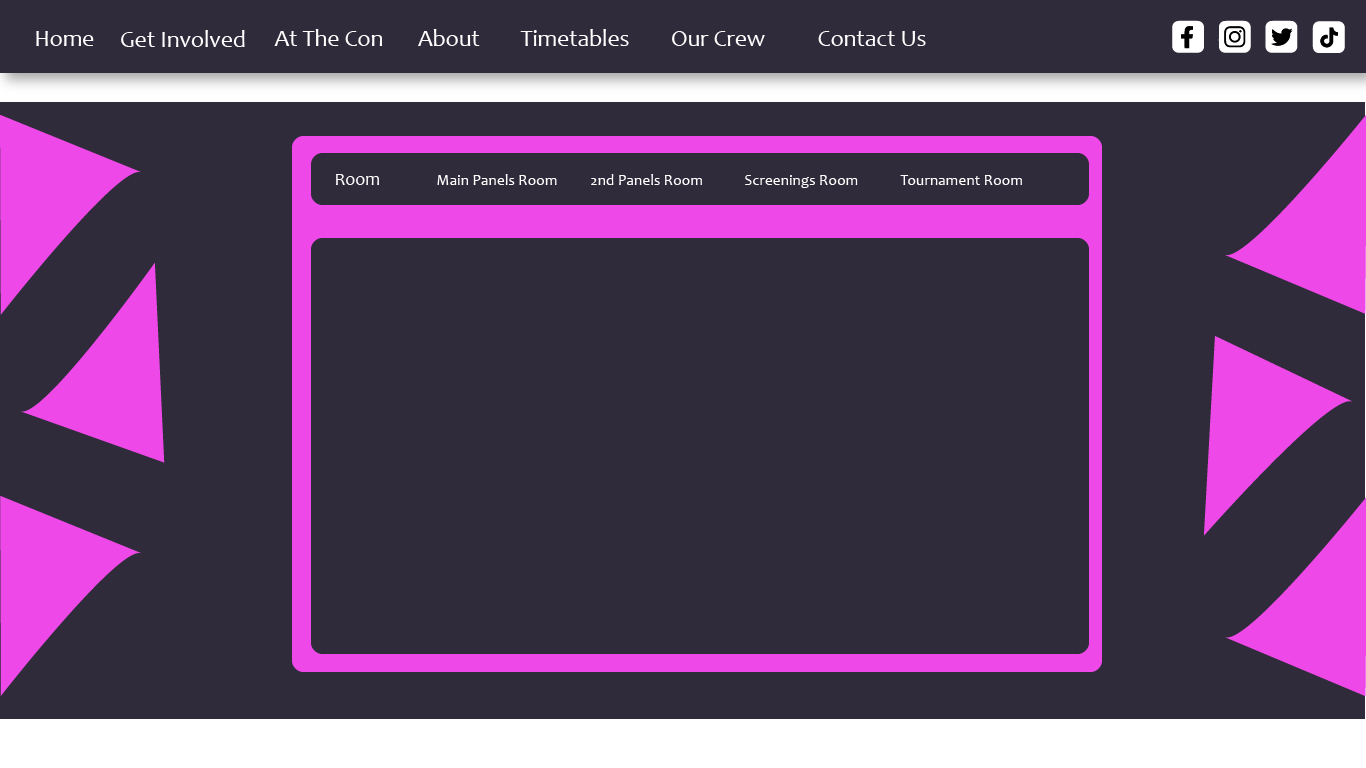 Home Get Involved At The Con About Timetables Our Crew Contact Us
Room Main Panels Room 2nd Panels Room Screenings Room Tournament Room